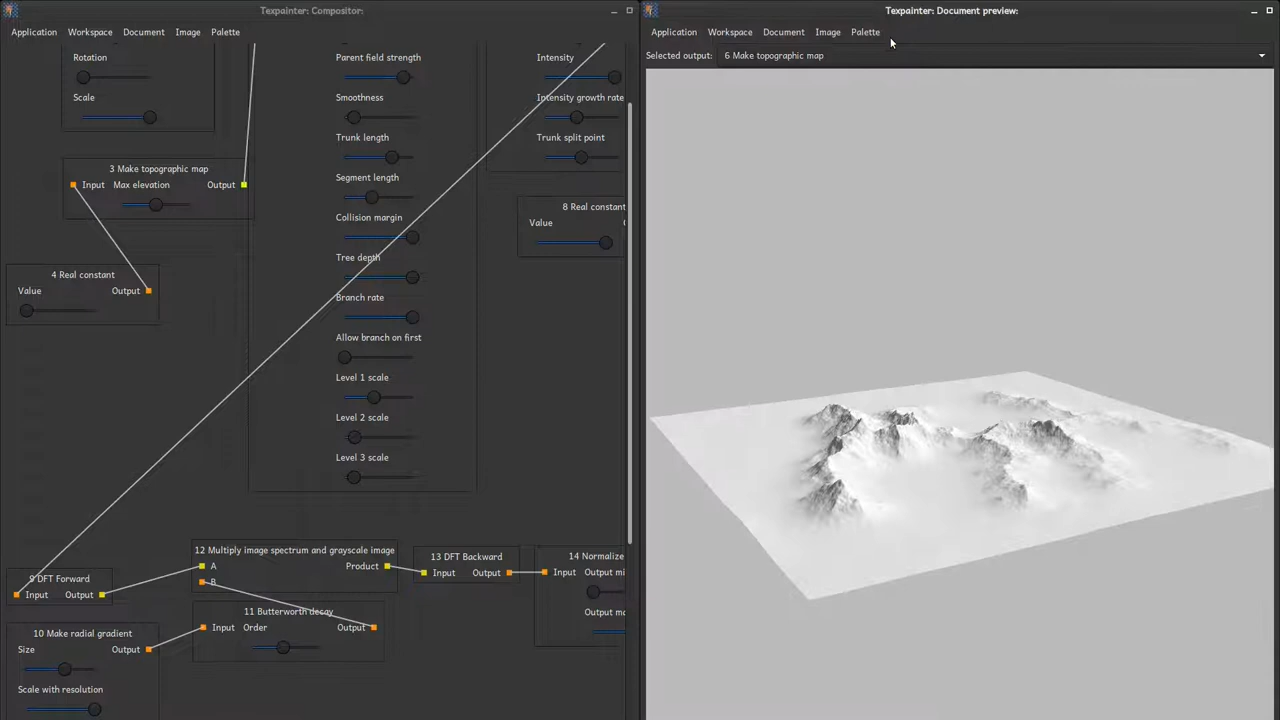 Texpainter: Compositor:
Application Workspace Document Image Palette
Rotation
Scale
3 Make topographic map
Input Max elevation Output
4 Real constant
Value Output
Parent field strength
Smoothness
Trunk length
Segment length
Collision margin
Tree depth
Branch rate
Allow branch on first
Level 1 scale
Level 2 scale
Level 3 scale
Intensity
Intensity growth rate
Trunk split point
8 Real constant
Value
9 DFT Forward
Input Output
10 Make radial gradient
Size Output
Scale with resolution
12 Multiply image spectrum and grayscale image
A Product
B
11 Butterworth decay
Input Order Output
13 DFT Backward
Input Output
14 Normalize
Input Output mi
Output ma
Texpainter: Document preview:
Application Workspace Document Image Palette
Selected output: 6 Make topographic map